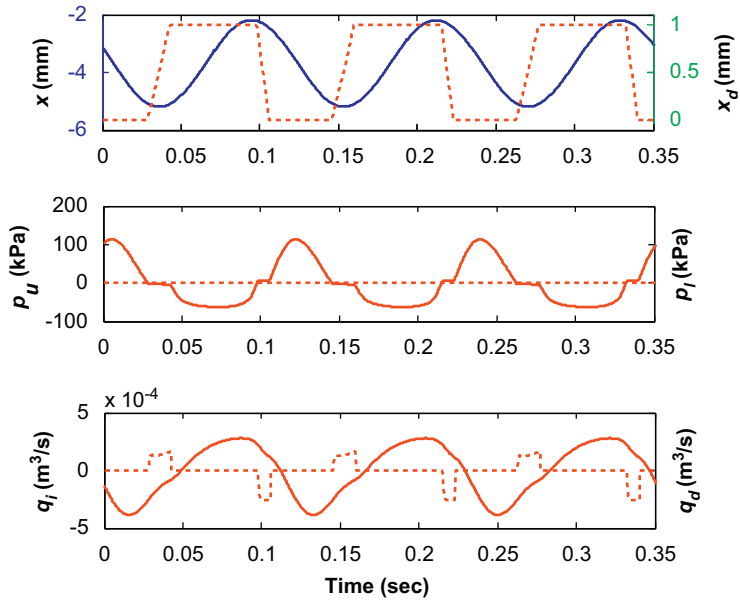 -2
-4
-6
x (mm)
1
0.5
0
x_d (mm)
0 0.05 0.1 0.15 0.2 0.25 0.3 0.35
200
100
0
-100
p_u (kPa)
p_l (kPa)
0 0.05 0.1 0.15 0.2 0.25 0.3 0.35
x 10^-4
5
0
-5
q_i (m^3/s)
q_d (m^3/s)
0 0.05 0.1 0.15 0.2 0.25 0.3 0.35
Time (sec)